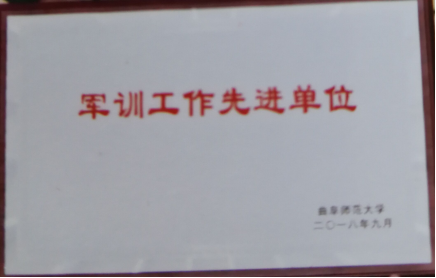 军训工作先进单位
曲阜师范大学
二〇一八年九月